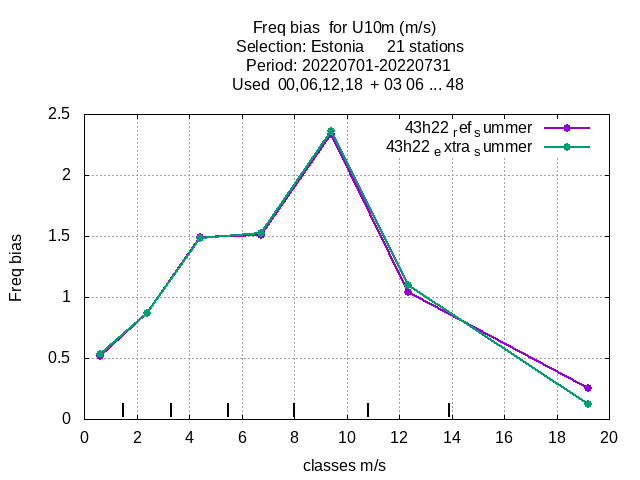 Freq bias  for U10m (m/s)
Selection: Estonia     21 stations
Period: 20220701-20220731
Used  00,06,12,18  + 03 06 ... 48
43h22 ref summer
43h22 extra summer
Freq bias
2.5
2
1.5
1
0.5
0
0 2 4 6 8 10 12 14 16 18 20
classes m/s